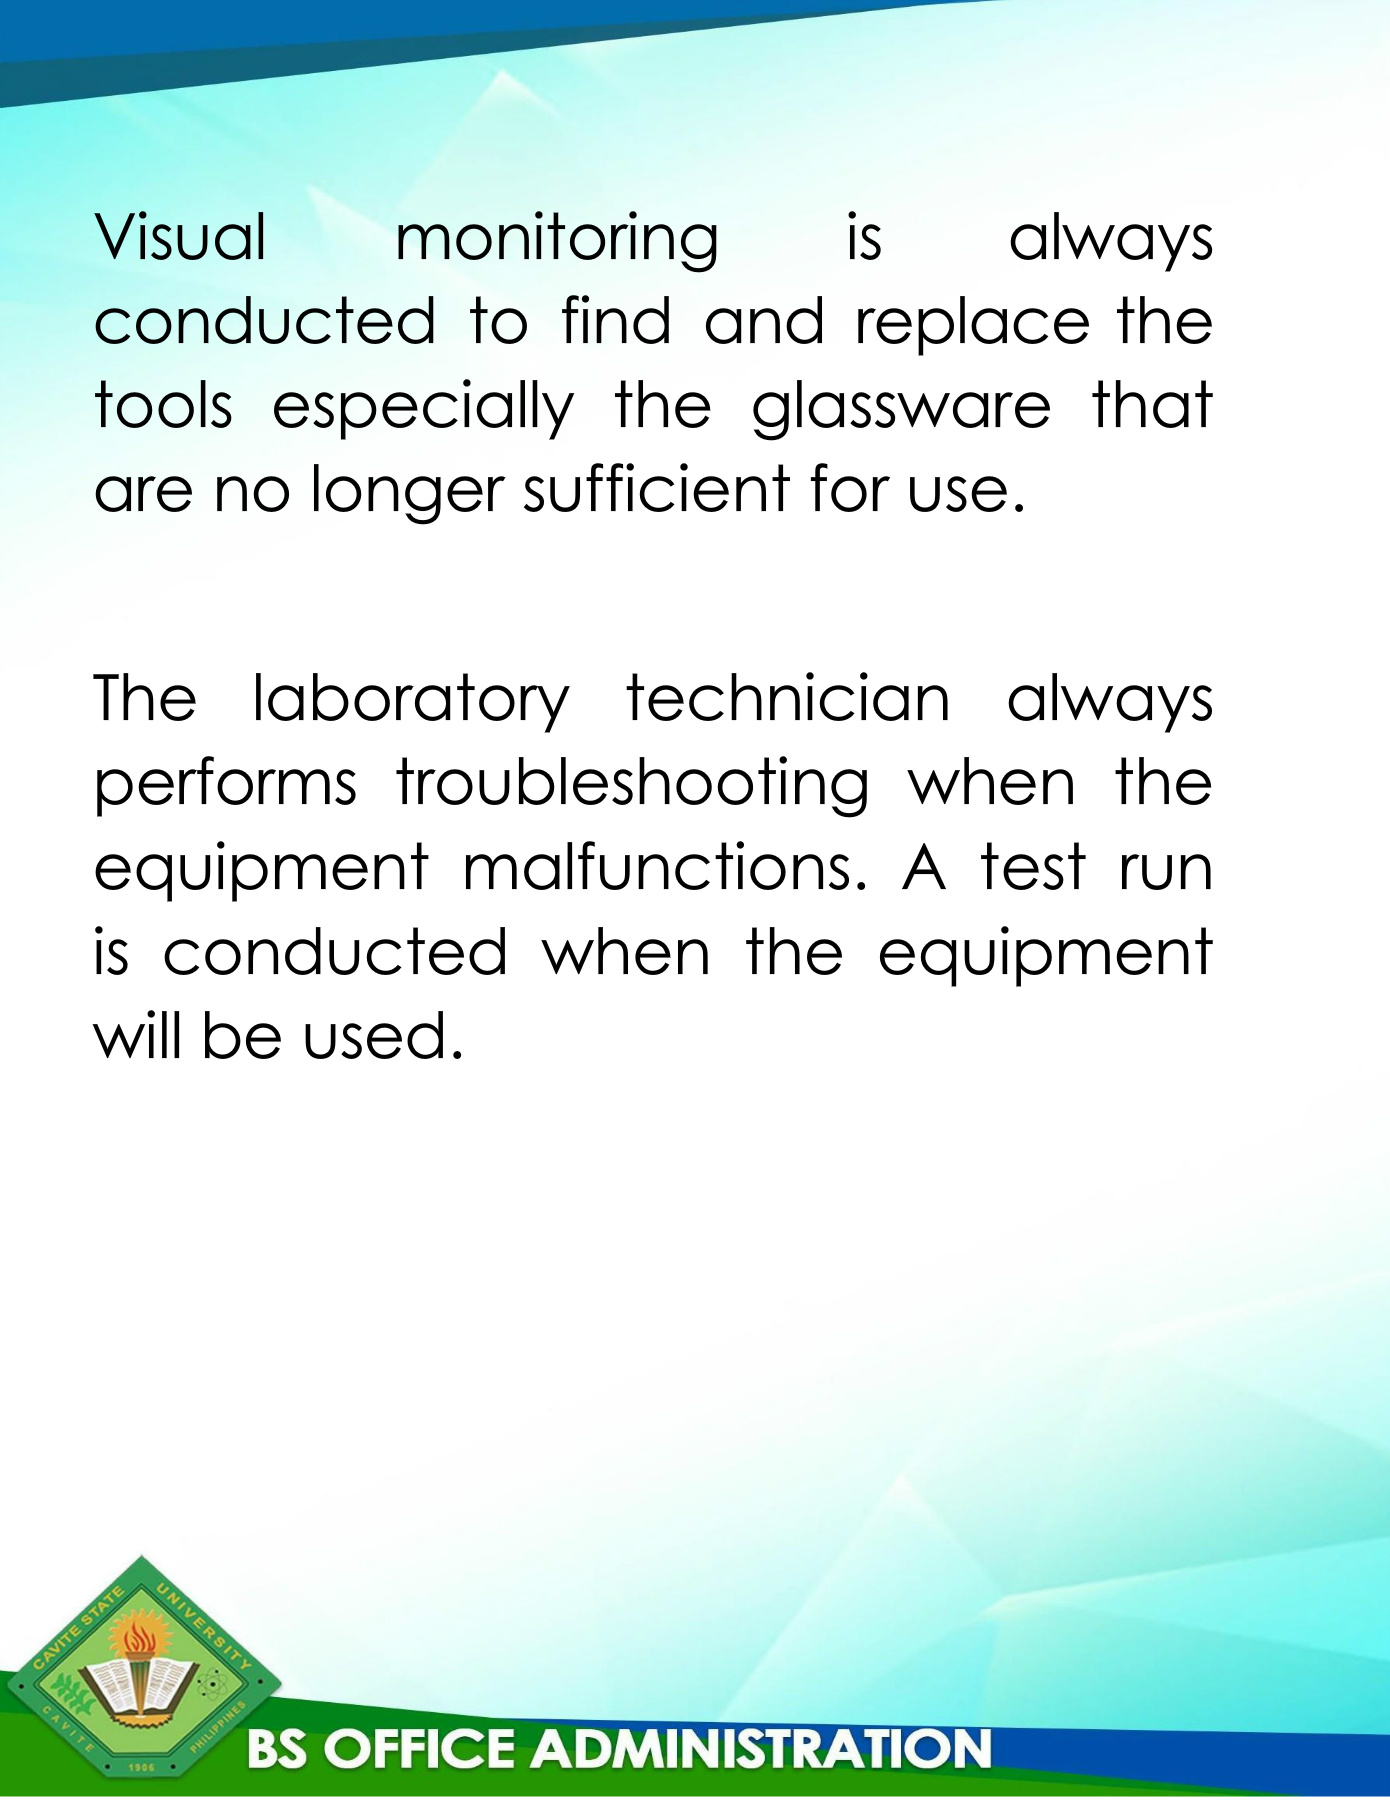 Visual monitoring is always
conducted to find and replace the
tools especially the glassware that
are no longer sufficient for use.
The laboratory technician always
performs troubleshooting when the
equipment malfunctions. A test run
is conducted when the equipment
will be used.
CAVITE STATE UNIVERSITY
CAVITE PHILIPPINES
1906
BS OFFICE ADMINISTRATION